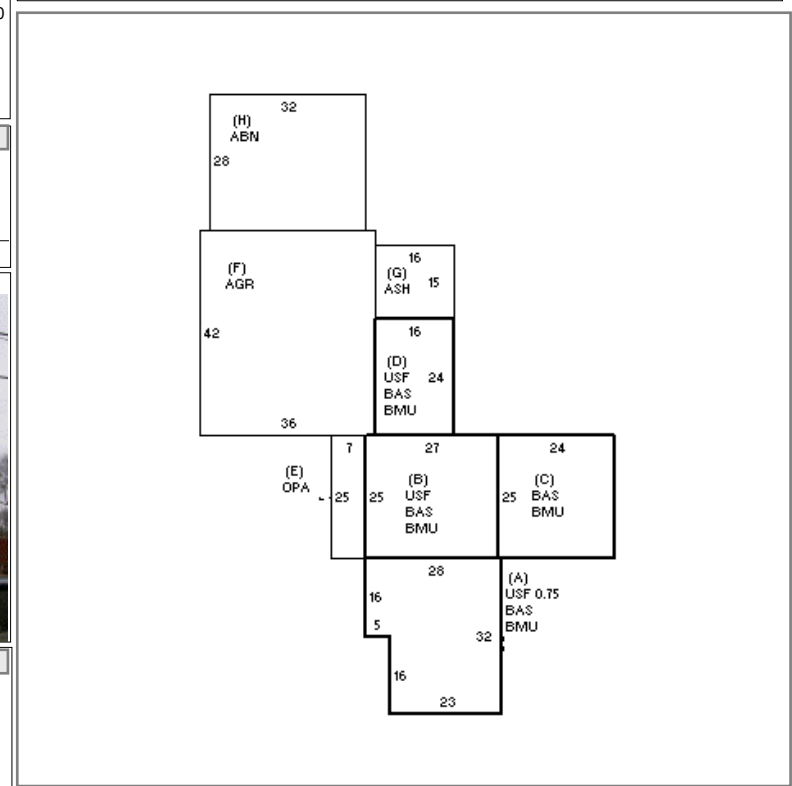 32
(H)
ABN
28
(F)
AGR
16
(G)
ASH
15
42
16
(D)
USF
24
BAS
BMU
36
7
27
24
(E)
OPA
25
25
(B)
USF
BAS
BMU
25
(C)
BAS
BMU
28
(A)
USF 0.75
BAS
BMU
16
5
32
16
23